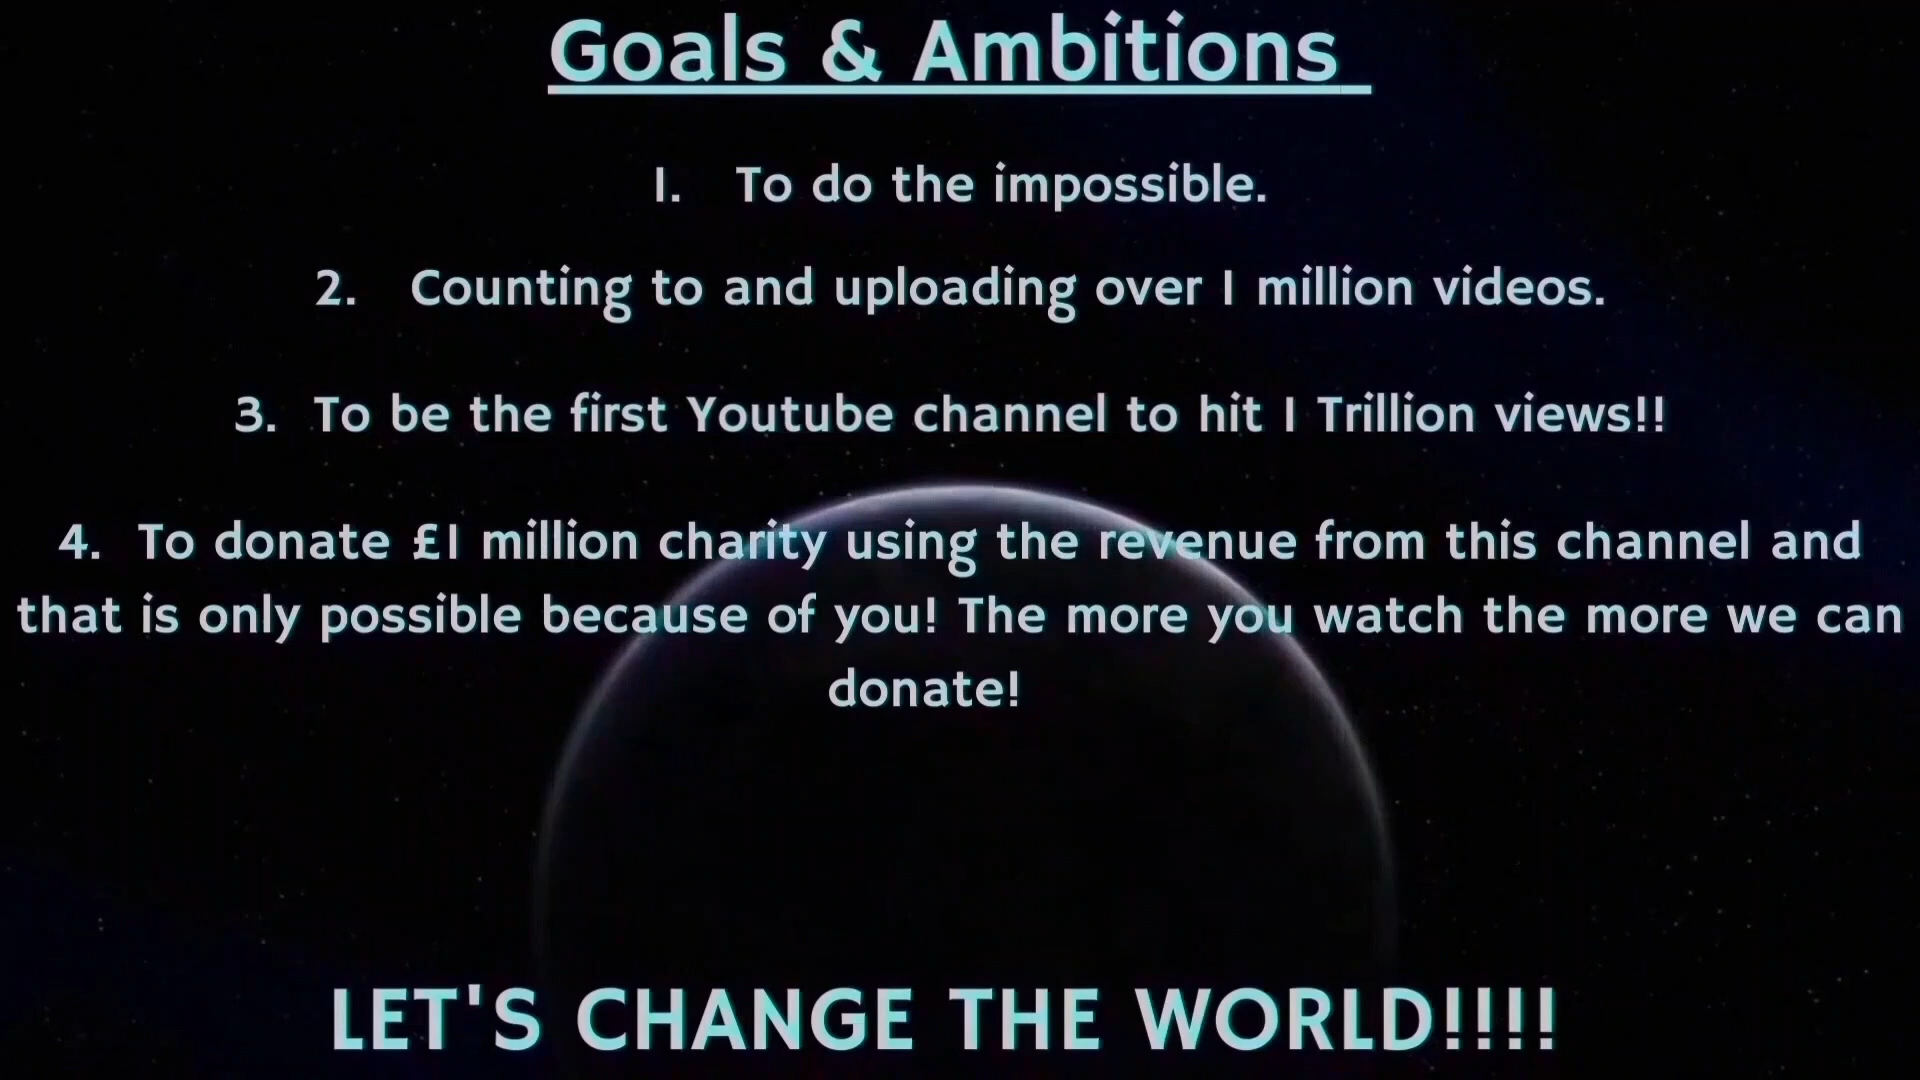 Goals & Ambitions
1. To do the impossible.
2. Counting to and uploading over 1 million videos.
3. To be the first Youtube channel to hit 1 Trillion views!!
4. To donate £1 million charity using the revenue from this channel and
that is only possible because of you! The more you watch the more we can
donate!
LET'S CHANGE THE WORLD!!!!